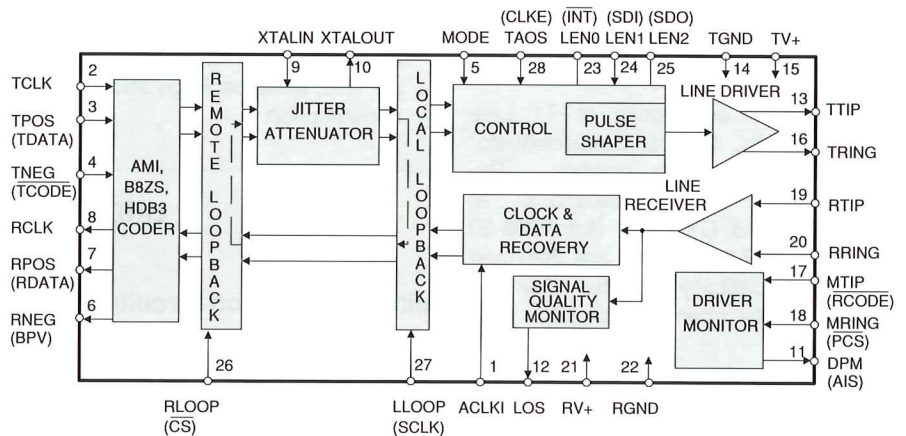 (CLKE) (INT) (SDI) (SDO)
XTALIN XTALOUT MODE TAOS LEN0 LEN1 LEN2 TGND TV+
9 10 5 28 23 24 25 14 15
TCLK 2
TPOS 3
(TDATA)
TNEG 4
(TCODE)
RCLK 8
RPOS 7
(RDATA)
RNEG 6
(BPV)
AMI,
B8ZS,
HDB3
CODER
REMOTE LOOPBACK
JITTER
ATTENUATOR
LOCAL LOOPBACK
CONTROL
PULSE
SHAPER
LINE DRIVER
13 TTIP
16 TRING
CLOCK &
DATA
RECOVERY
LINE
RECEIVER
19 RTIP
20 RRING
SIGNAL
QUALITY
MONITOR
DRIVER
MONITOR
17 MTIP
(RCODE)
18 MRING
(PCS)
11 DPM
(AIS)
26 27 1 12 21 22
RLOOP LLOOP ACLKI LOS RV+ RGND
(CS) (SCLK)